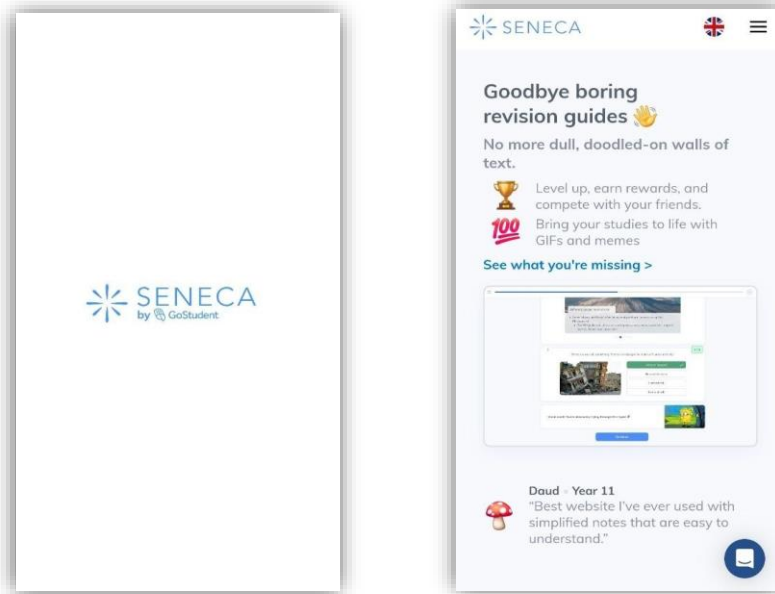 SENECA
by GoStudent
SENECA
Goodbye boring
revision guides 👋
No more dull, doodled-on walls of
text.
🏆 Level up, earn rewards, and
compete with your friends.
💯 Bring your studies to life with
GIFs and memes
See what you're missing >
Daud • Year 11
"Best website I've ever used with
simplified notes that are easy to
understand."